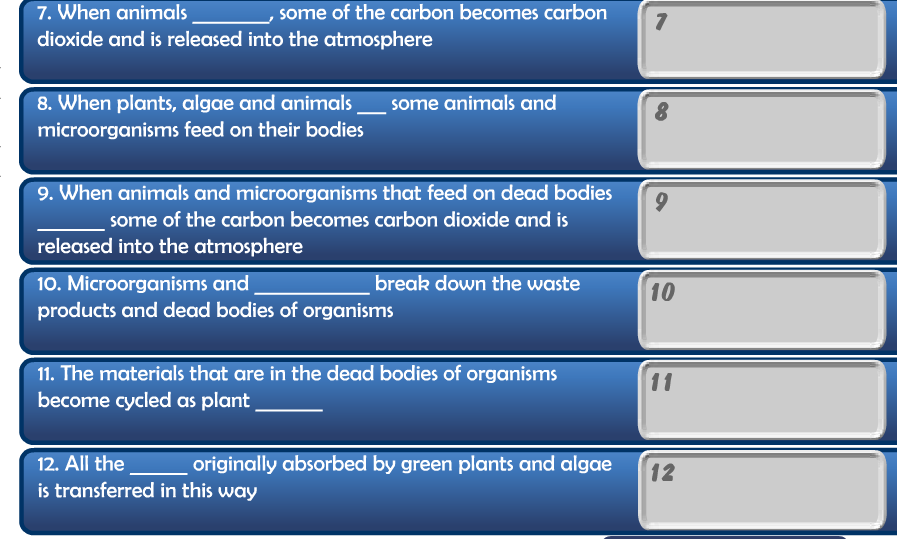 7. When animals ________, some of the carbon becomes carbon
dioxide and is released into the atmosphere
7
8. When plants, algae and animals ___ some animals and
microorganisms feed on their bodies
8
9. When animals and microorganisms that feed on dead bodies
_______ some of the carbon becomes carbon dioxide and is
released into the atmosphere
9
10. Microorganisms and ____________ break down the waste
products and dead bodies of organisms
10
11. The materials that are in the dead bodies of organisms
become cycled as plant _______
11
12. All the ______ originally absorbed by green plants and algae
is transferred in this way
12